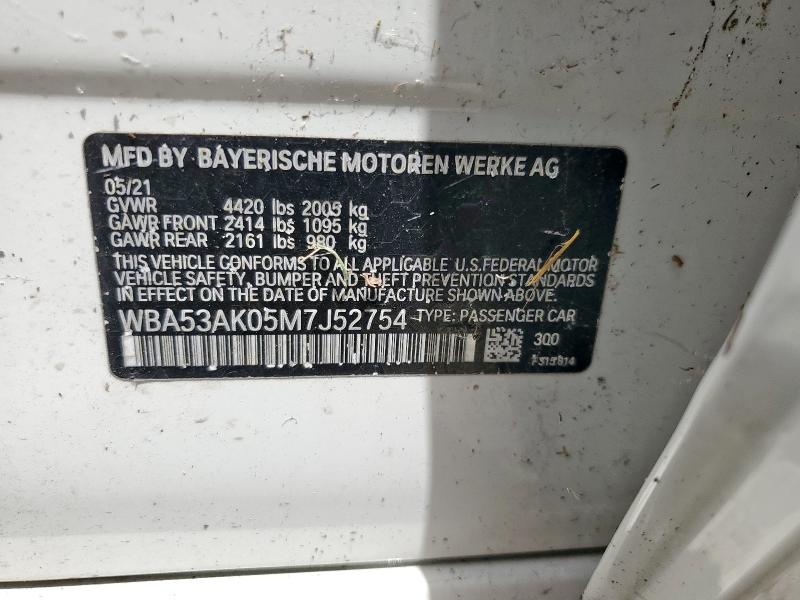 MFD BY BAYERISCHE MOTOREN WERKE AG
05/21
GVWR 4420 lbs 2005 kg
GAWR FRONT 2414 lbs 1095 kg
GAWR REAR 2161 lbs 980 kg
THIS VEHICLE CONFORMS TO ALL APPLICABLE U.S.FEDERAL MOTOR
VEHICLE SAFETY, BUMPER AND THEFT PREVENTION STANDARDS
IN EFFECT ON THE DATE OF MANUFACTURE SHOWN ABOVE.
WBA53AK05M7J52754 TYPE: PASSENGER CAR
300